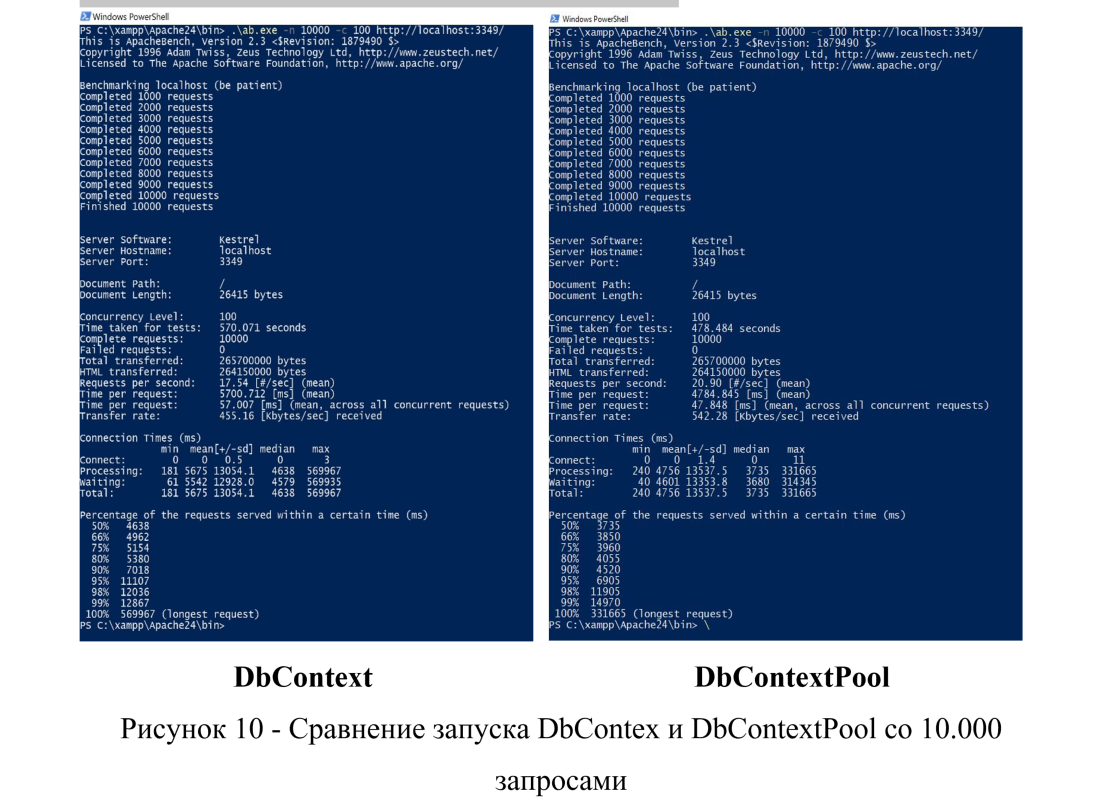 Windows PowerShell
PS C:\xampp\Apache24\bin> .\ab.exe -n 10000 -c 100 http://localhost:3349/
This is ApacheBench, Version 2.3 <$Revision: 1879490 $>
Copyright 1996 Adam Twiss, Zeus Technology Ltd, http://www.zeustech.net/
Licensed to The Apache Software Foundation, http://www.apache.org/
Benchmarking localhost (be patient)
Completed 1000 requests
Completed 2000 requests
Completed 3000 requests
Completed 4000 requests
Completed 5000 requests
Completed 6000 requests
Completed 7000 requests
Completed 8000 requests
Completed 9000 requests
Completed 10000 requests
Finished 10000 requests
Server Software: Kestrel
Server Hostname: localhost
Server Port: 3349
Document Path: /
Document Length: 26415 bytes
Concurrency Level: 100
Time taken for tests: 570.071 seconds
Complete requests: 10000
Failed requests: 0
Total transferred: 265700000 bytes
HTML transferred: 264150000 bytes
Requests per second: 17.54 [#/sec] (mean)
Time per request: 5700.712 [ms] (mean)
Time per request: 57.007 [ms] (mean, across all concurrent requests)
Transfer rate: 455.16 [Kbytes/sec] received
Connection Times (ms)
min mean[+/-sd] median max
Connect: 0 0 0.5 0 3
Processing: 181 5675 13054.1 4638 569967
Waiting: 61 5542 12928.0 4579 569935
Total: 181 5675 13054.1 4638 569967
Percentage of the requests served within a certain time (ms)
50% 4638
66% 4962
75% 5154
80% 5380
90% 7018
95% 11107
98% 12036
99% 12867
100% 569967 (longest request)
PS C:\xampp\Apache24\bin>
Windows PowerShell
PS C:\xampp\Apache24\bin> .\ab.exe -n 10000 -c 100 http://localhost:3349/
This is ApacheBench, Version 2.3 <$Revision: 1879490 $>
Copyright 1996 Adam Twiss, Zeus Technology Ltd, http://www.zeustech.net/
Licensed to The Apache Software Foundation, http://www.apache.org/
Benchmarking localhost (be patient)
Completed 1000 requests
Completed 2000 requests
Completed 3000 requests
Completed 4000 requests
Completed 5000 requests
Completed 6000 requests
Completed 7000 requests
Completed 8000 requests
Completed 9000 requests
Completed 10000 requests
Finished 10000 requests
Server Software: Kestrel
Server Hostname: localhost
Server Port: 3349
Document Path: /
Document Length: 26415 bytes
Concurrency Level: 100
Time taken for tests: 478.484 seconds
Complete requests: 10000
Failed requests: 0
Total transferred: 265700000 bytes
HTML transferred: 264150000 bytes
Requests per second: 20.90 [#/sec] (mean)
Time per request: 4784.845 [ms] (mean)
Time per request: 47.848 [ms] (mean, across all concurrent requests)
Transfer rate: 542.28 [Kbytes/sec] received
Connection Times (ms)
min mean[+/-sd] median max
Connect: 0 0 1.4 0 11
Processing: 240 4756 13537.5 3735 331665
Waiting: 40 4601 13353.8 3680 314345
Total: 240 4756 13537.5 3735 331665
Percentage of the requests served within a certain time (ms)
50% 3735
66% 3850
75% 3960
80% 4055
90% 4520
95% 6905
98% 11905
99% 14970
100% 331665 (longest request)
PS C:\xampp\Apache24\bin> \
DbContext
DbContextPool
Рисунок 10 - Сравнение запуска DbContex и DbContextPool со 10.000
запросами